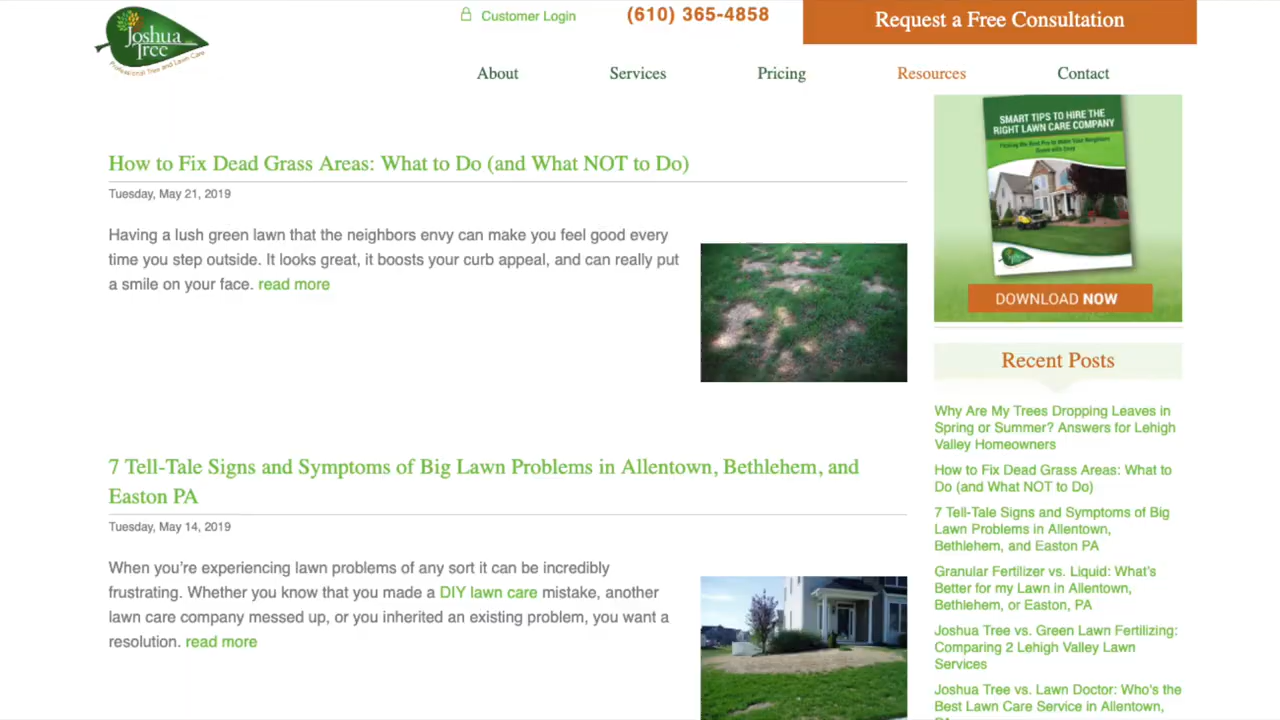 Joshua
Tree
Professional Tree and Lawn Care
Customer Login
(610) 365-4858
Request a Free Consultation
About
Services
Pricing
Resources
Contact
How to Fix Dead Grass Areas: What to Do (and What NOT to Do)
Tuesday, May 21, 2019
Having a lush green lawn that the neighbors envy can make you feel good every
time you step outside. It looks great, it boosts your curb appeal, and can really put
a smile on your face. read more
7 Tell-Tale Signs and Symptoms of Big Lawn Problems in Allentown, Bethlehem, and
Easton PA
Tuesday, May 14, 2019
When you’re experiencing lawn problems of any sort it can be incredibly
frustrating. Whether you know that you made a DIY lawn care mistake, another
lawn care company messed up, or you inherited an existing problem, you want a
resolution. read more
SMART TIPS TO HIRE THE
RIGHT LAWN CARE COMPANY
DOWNLOAD NOW
Recent Posts
Why Are My Trees Dropping Leaves in
Spring or Summer? Answers for Lehigh
Valley Homeowners
How to Fix Dead Grass Areas: What to
Do (and What NOT to Do)
7 Tell-Tale Signs and Symptoms of Big
Lawn Problems in Allentown,
Bethlehem, and Easton PA
Granular Fertilizer vs. Liquid: What’s
Better for my Lawn in Allentown,
Bethlehem, or Easton, PA
Joshua Tree vs. Green Lawn Fertilizing:
Comparing 2 Lehigh Valley Lawn
Services
Joshua Tree vs. Lawn Doctor: Who's the
Best Lawn Care Service in Allentown,